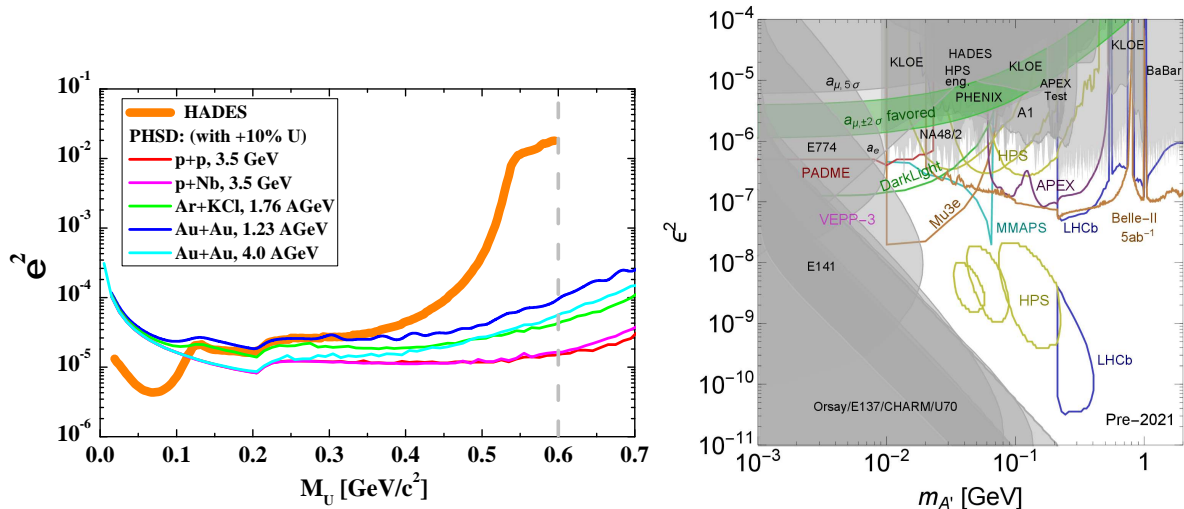 10⁻¹
10⁻²
10⁻³
10⁻⁴
10⁻⁵
10⁻⁶
ε²
HADES
PHSD: (with +10% U)
p+p, 3.5 GeV
p+Nb, 3.5 GeV
Ar+KCl, 1.76 AGeV
Au+Au, 1.23 AGeV
Au+Au, 4.0 AGeV
0.0 0.1 0.2 0.3 0.4 0.5 0.6 0.7
M_U [GeV/c²]
10⁻⁴
10⁻⁵
10⁻⁶
10⁻⁷
10⁻⁸
10⁻⁹
10⁻¹⁰
10⁻¹¹
ϵ²
KLOE
HADES
KLOE
KLOE
BaBar
HPS
eng.
APEX
Test
a_μ,5σ
PHENIX
A1
a_μ,±2σ favored
NA48/2
E774
a_e
HPS
PADME
DarkLight
APEX
VEPP−3
Mu3e
MMAPS
LHCb
Belle−II
5ab⁻¹
E141
HPS
LHCb
Orsay/E137/CHARM/U70
Pre−2021
10⁻³ 10⁻² 10⁻¹ 1
m_A' [GeV]